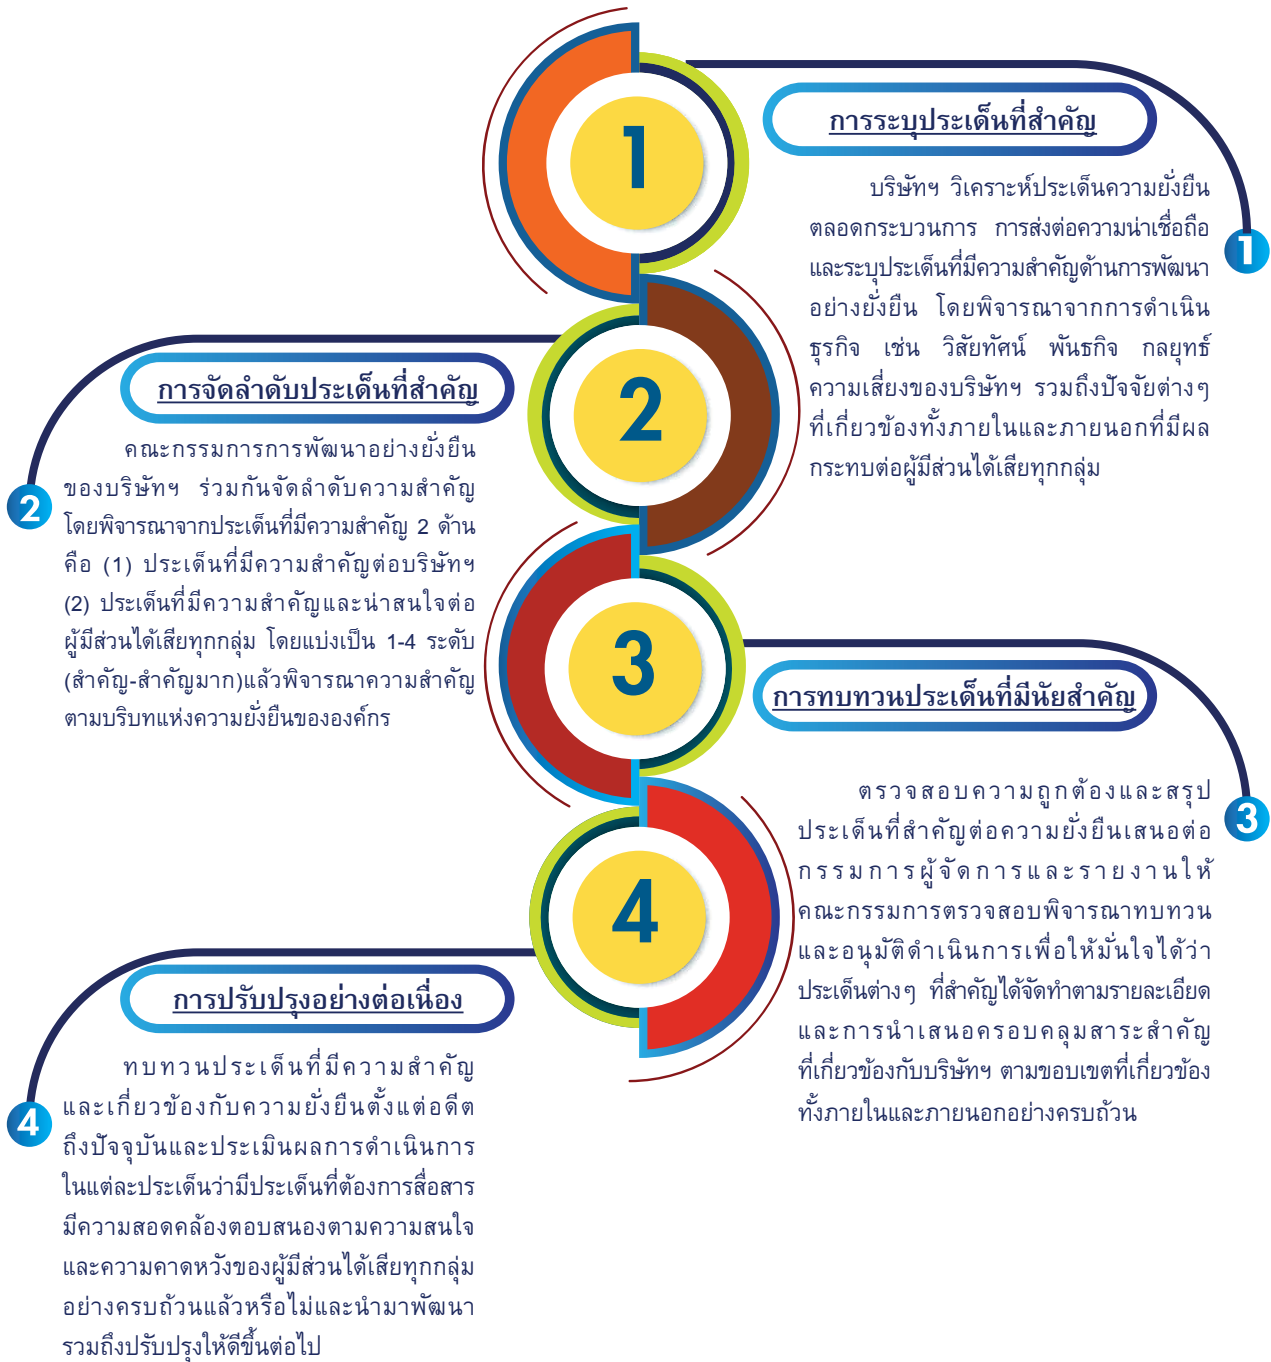 1
การระบุประเด็นที่สำคัญ
บริษัทฯ วิเคราะห์ประเด็นความยั่งยืน
ตลอดกระบวนการ การส่งต่อความน่าเชื่อถือ
และระบุประเด็นที่มีความสำคัญด้านการพัฒนา
อย่างยั่งยืน โดยพิจารณาจากการดำเนิน
ธุรกิจ เช่น วิสัยทัศน์ พันธกิจ กลยุทธ์
ความเสี่ยงของบริษัทฯ รวมถึงปัจจัยต่างๆ
ที่เกี่ยวข้องทั้งภายในและภายนอกที่มีผล
กระทบต่อผู้มีส่วนได้เสียทุกกลุ่ม
1
2
การจัดลำดับประเด็นที่สำคัญ
คณะกรรมการการพัฒนาอย่างยั่งยืน
ของบริษัทฯ ร่วมกันจัดลำดับความสำคัญ
โดยพิจารณาจากประเด็นที่มีความสำคัญ 2 ด้าน
คือ (1) ประเด็นที่มีความสำคัญต่อบริษัทฯ
(2) ประเด็นที่มีความสำคัญและน่าสนใจต่อ
ผู้มีส่วนได้เสียทุกกลุ่ม โดยแบ่งเป็น 1-4 ระดับ
(สำคัญ-สำคัญมาก)แล้วพิจารณาความสำคัญ
ตามบริบทแห่งความยั่งยืนขององค์กร
2
3
การทบทวนประเด็นที่มีนัยสำคัญ
ตรวจสอบความถูกต้องและสรุป
ประเด็นที่สำคัญต่อความยั่งยืนเสนอต่อ
กรรมการผู้จัดการและรายงานให้
คณะกรรมการตรวจสอบพิจารณาทบทวน
และอนุมัติดำเนินการเพื่อให้มั่นใจได้ว่า
ประเด็นต่างๆ ที่สำคัญได้จัดทำตามรายละเอียด
และการนำเสนอครอบคลุมสาระสำคัญ
ที่เกี่ยวข้องกับบริษัทฯ ตามขอบเขตที่เกี่ยวข้อง
ทั้งภายในและภายนอกอย่างครบถ้วน
3
4
การปรับปรุงอย่างต่อเนื่อง
ทบทวนประเด็นที่มีความสำคัญ
และเกี่ยวข้องกับความยั่งยืนตั้งแต่อดีต
ถึงปัจจุบันและประเมินผลการดำเนินการ
ในแต่ละประเด็นว่ามีประเด็นที่ต้องการสื่อสาร
มีความสอดคล้องตอบสนองตามความสนใจ
และความคาดหวังของผู้มีส่วนได้เสียทุกกลุ่ม
อย่างครบถ้วนแล้วหรือไม่และนำมาพัฒนา
รวมถึงปรับปรุงให้ดีขึ้นต่อไป
4